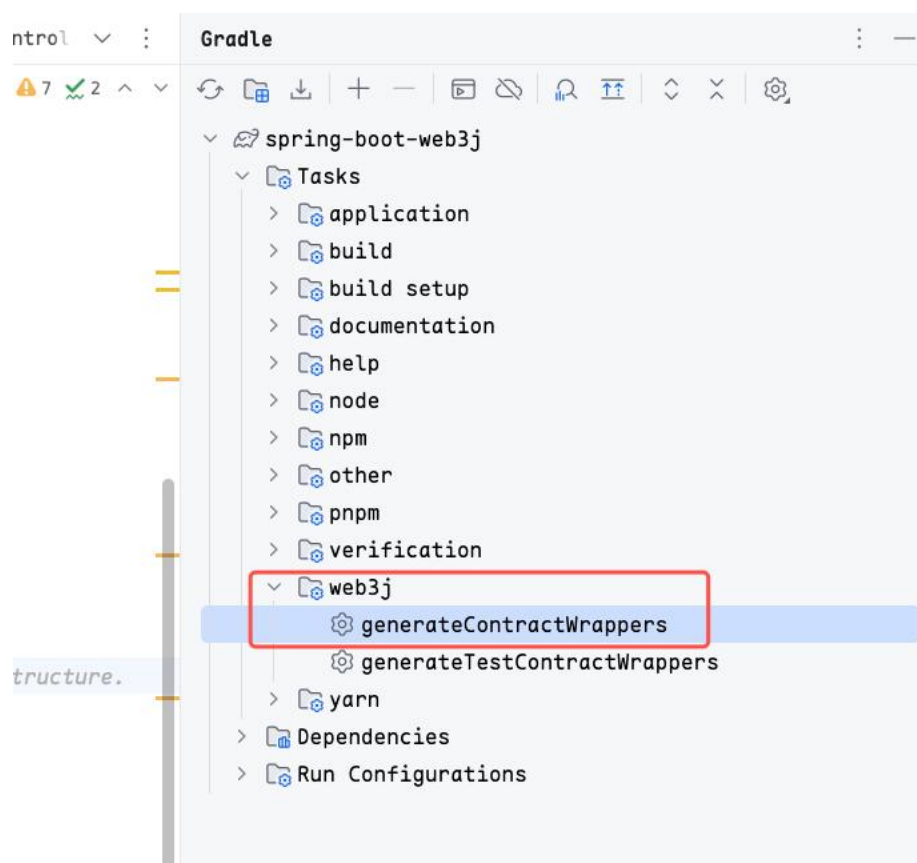 ntrol
Gradle
7 2
spring-boot-web3j
Tasks
application
build
build setup
documentation
help
node
npm
other
pnpm
verification
web3j
generateContractWrappers
generateTestContractWrappers
tructure.
yarn
Dependencies
Run Configurations